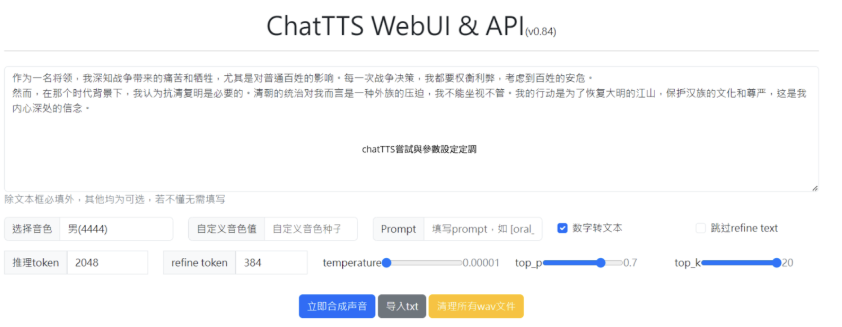 ChatTTS WebUI & API(v0.84)
作为一名将领，我深知战争带来的痛苦和牺牲，尤其是对普通百姓的影响。每一次战争决策，我都要权衡利弊，考虑到百姓的安危。
然而，在那个时代背景下，我认为抗清复明是必要的。清朝的统治对我而言是一种外族的压迫，我不能坐视不管。我的行动是为了恢复大明的江山，保护汉族的文化和尊严，这是我
内心深处的信念。
chatTTS嘗試與參數設定定調
除文本框必填外，其他均为可选，若不懂无需填写
选择音色 男(4444) 自定义音色值 自定义音色种子 Prompt 填写prompt，如 [oral_ 数字转文本 跳过refine text
推理token 2048 refine token 384 temperature 0.00001 top_p 0.7 top_k 20
立即合成声音 导入txt 清理所有wav文件